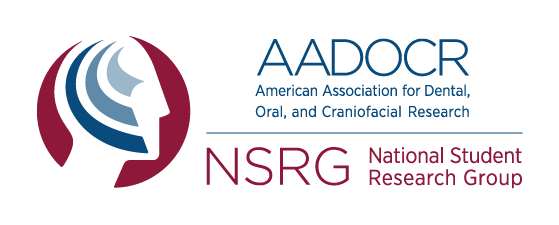 AADOCR
American Association for Dental,
Oral, and Craniofacial Research
NSRG
National Student
Research Group